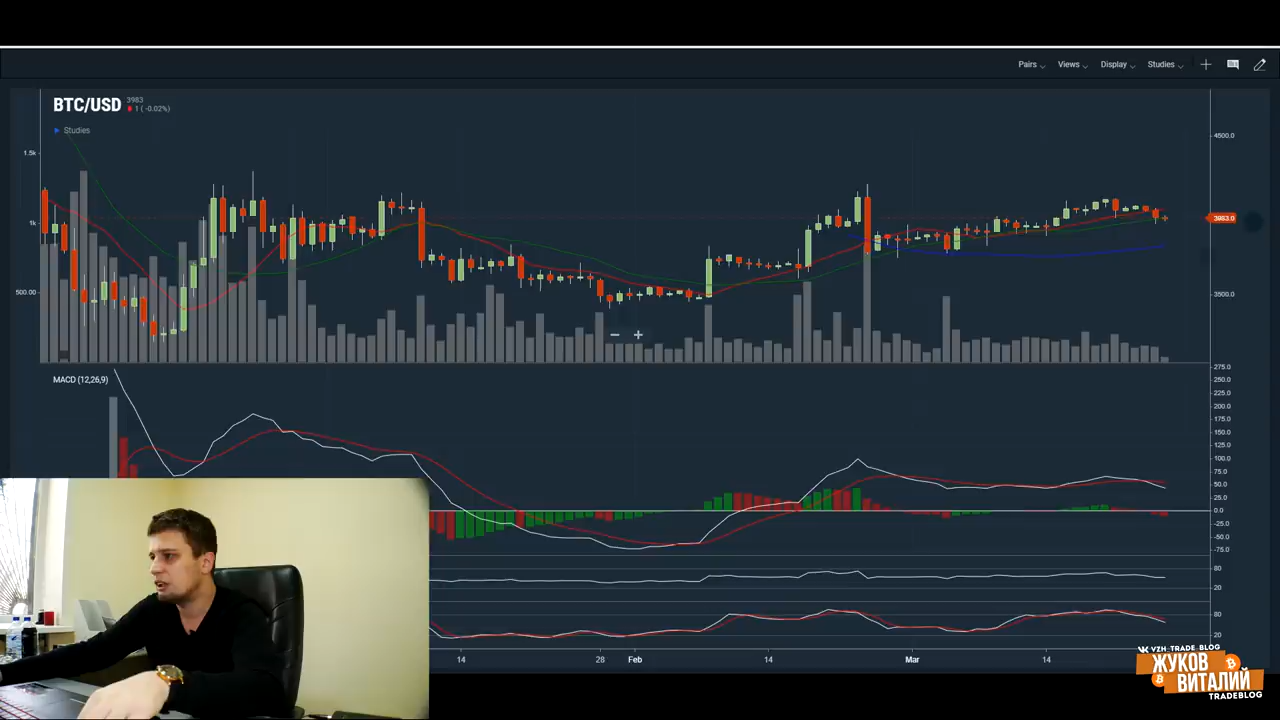 Pairs Views Display Studies
BTC/USD 3983
1 ( -0.02%)
Studies
4500.0
1.5k
1k
3983.0
500.00
3500.0
MACD (12,26,9)
275.0
250.0
225.0
200.0
175.0
150.0
125.0
100.0
75.0
50.0
25.0
0.0
-25.0
-50.0
-75.0
80
20
80
20
14 28 Feb 14 Mar 14
VZH_TRADE_BLOG
ЖУКОВ
ВИТАЛИЙ
TRADEBLOG